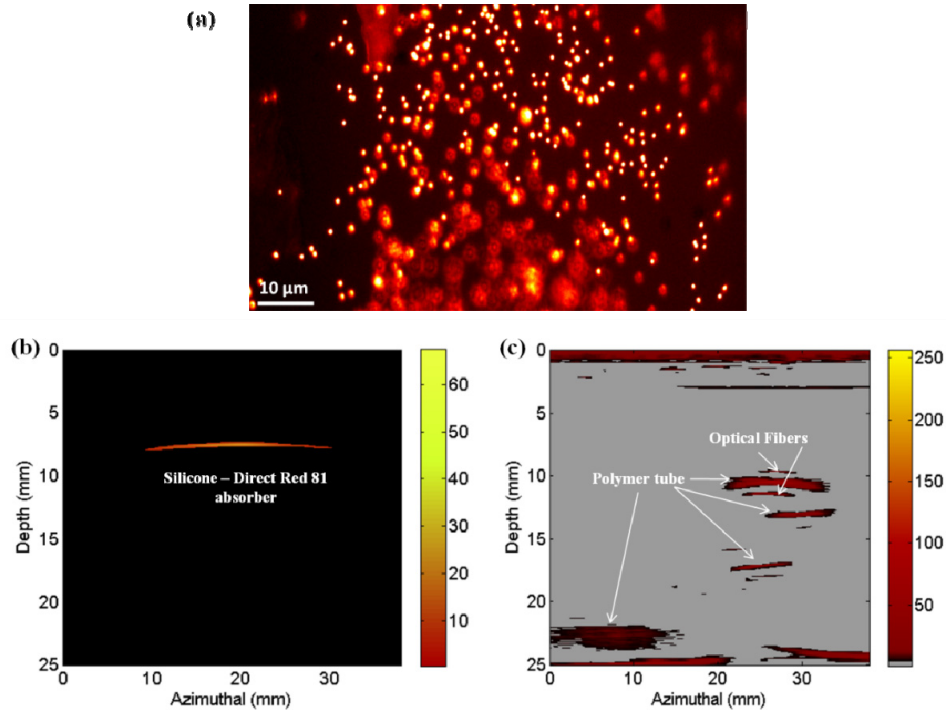 (a)
10 µm
(b)
0
5
10
15
20
25
Depth (mm)
0
10
20
30
Azimuthal (mm)
Silicone – Direct Red 81
absorber
60
50
40
30
20
10
(c)
0
5
10
15
20
25
Depth (mm)
0
10
20
30
Azimuthal (mm)
Optical Fibers
Polymer tube
250
200
150
100
50